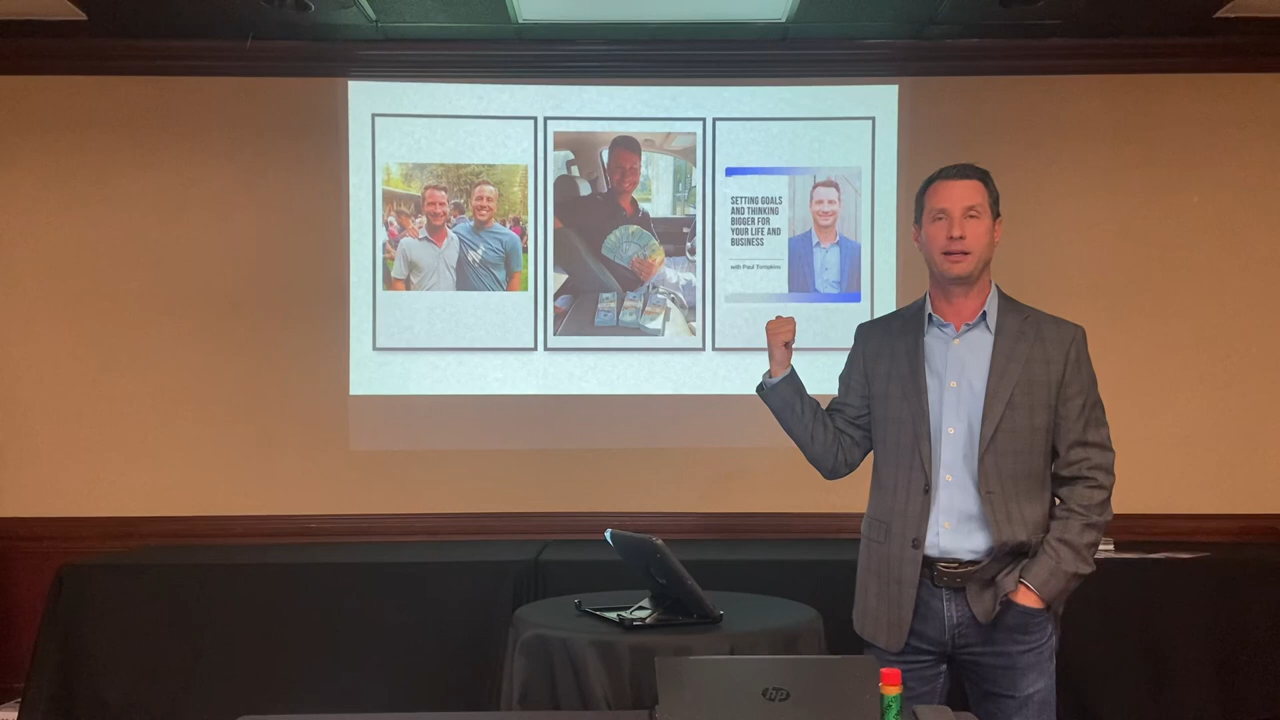 SETTING GOALS
AND THINKING
BIGGER FOR
YOUR LIFE AND
BUSINESS
with Paul Tompkins
hp